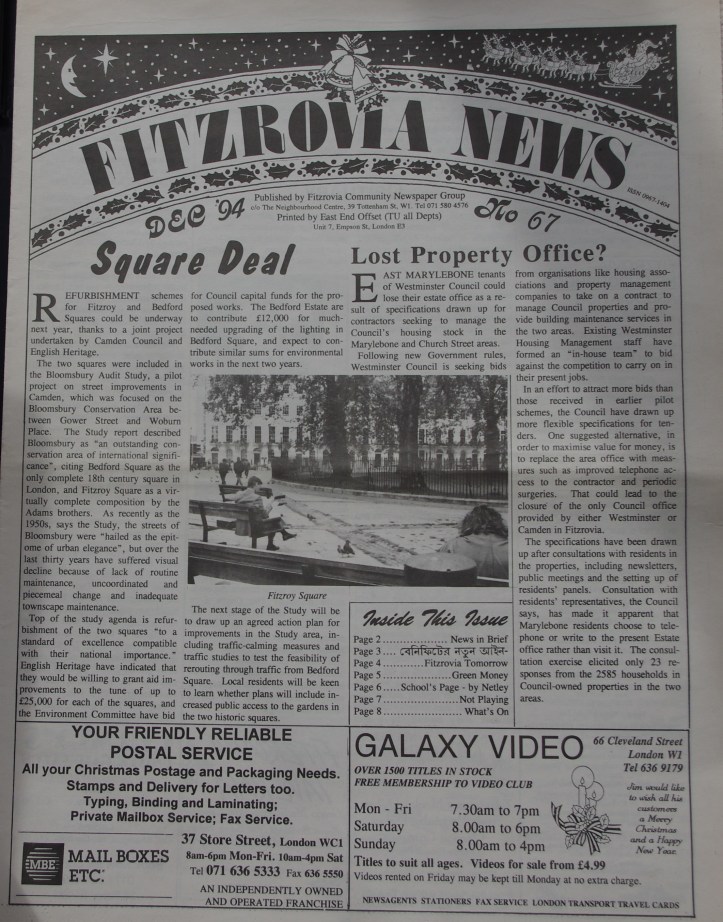 FITZROVIA NEWS
ISSN 0967-1404
DEC '94
Published by Fitzrovia Community Newspaper Group
c/o The Neighbourhood Centre, 39 Tottenham St, W1. Tel 071 580 4576
Printed by East End Offset (TU all Depts)
Unit 7, Empson St, London E3
No 67
Square Deal
REFURBISHMENT schemes
for Fitzroy and Bedford
Squares could be underway
next year, thanks to a joint project
undertaken by Camden Council and
English Heritage.
The two squares were included in
the Bloomsbury Audit Study, a pilot
project on street improvements in
Camden, which was focused on the
Bloomsbury Conservation Area be-
tween Gower Street and Woburn
Place. The Study report described
Bloomsbury as "an outstanding con-
servation area of international signifi-
cance", citing Bedford Square as the
only complete 18th century square in
London, and Fitzroy Square as a vir-
tually complete composition by the
Adams brothers. As recently as the
1950s, says the Study, the streets of
Bloomsbury were "hailed as the epit-
ome of urban elegance", but over the
last thirty years have suffered visual
decline because of lack of routine
maintenance, uncoordinated and
piecemeal change and inadequate
townscape maintenance.
Top of the study agenda is refur-
bishment of the two squares "to a
standard of excellence compatible
with their national importance."
English Heritage have indicated that
they would be willing to grant aid im-
provements to the tune of up to
£25,000 for each of the squares, and
the Environment Committee have bid
for Council capital funds for the pro-
posed works. The Bedford Estate are
to contribute £12,000 for much-
needed upgrading of the lighting in
Bedford Square, and expect to con-
tribute similar sums for environmental
works in the next two years.
Fitzroy Square
The next stage of the Study will be
to draw up an agreed action plan for
improvements in the Study area, in-
cluding traffic-calming measures and
traffic studies to test the feasibility of
rerouting through traffic from Bedford
Square. Local residents will be keen
to learn whether plans will include in-
creased public access to the gardens in
the two historic squares.
Lost Property Office?
EAST MARYLEBONE tenants
of Westminster Council could
lose their estate office as a re-
sult of specifications drawn up for
contractors seeking to manage the
Council's housing stock in the
Marylebone and Church Street areas.
Following new Government rules,
Westminster Council is seeking bids
from organisations like housing asso-
ciations and property management
companies to take on a contract to
manage Council properties and pro-
vide building maintenance services in
the two areas. Existing Westminster
Housing Management staff have
formed an "in-house team" to bid
against the competition to carry on in
their present jobs.
In an effort to attract more bids than
those received in earlier pilot
schemes, the Council have drawn up
more flexible specifications for ten-
ders. One suggested alternative, in
order to maximise value for money, is
to replace the area office with meas-
ures such as improved telephone ac-
cess to the contractor and periodic
surgeries. That could lead to the
closure of the only Council office
provided by either Westminster or
Camden in Fitzrovia.
The specifications have been drawn
up after consultations with residents in
the properties, including newsletters,
public meetings and the setting up of
residents' panels. Consultation with
residents' representatives, the Council
says, has made it apparent that
Marylebone residents choose to tele-
phone or write to the present Estate
office rather than visit it. The consul-
tation exercise elicited only 23 re-
sponses from the 2585 households in
Council-owned properties in the two
areas.
Inside This Issue
Page 2 ............... News in Brief
Page 3 .... বেনিফিটের নতুন আইন-
Page 4 .......... Fitzrovia Tomorrow
Page 5 ............... Green Money
Page 6 ..... School's Page - by Netley
Page 7 ................. Not Playing
Page 8 ................. What's On
YOUR FRIENDLY RELIABLE
POSTAL SERVICE
All your Christmas Postage and Packaging Needs.
Stamps and Delivery for Letters too.
Typing, Binding and Laminating;
Private Mailbox Service; Fax Service.
MBE
MAIL BOXES
ETC.
37 Store Street, London WC1
8am-6pm Mon-Fri. 10am-4pm Sat
Tel 071 636 5333 Fax 636 5550
AN INDEPENDENTLY OWNED
AND OPERATED FRANCHISE
GALAXY VIDEO
66 Cleveland Street
London W1
Tel 636 9179
OVER 1500 TITLES IN STOCK
FREE MEMBERSHIP TO VIDEO CLUB
Mon - Fri 7.30am to 7pm
Saturday 8.00am to 6pm
Sunday 8.00am to 4pm
Jim would like
to wish all his
customers
a Merry
Christmas
and a Happy
New Year.
Titles to suit all ages. Videos for sale from £4.99
Videos rented on Friday may be kept till Monday at no extra charge.
NEWSAGENTS STATIONERS FAX SERVICE LONDON TRANSPORT TRAVEL CARDS